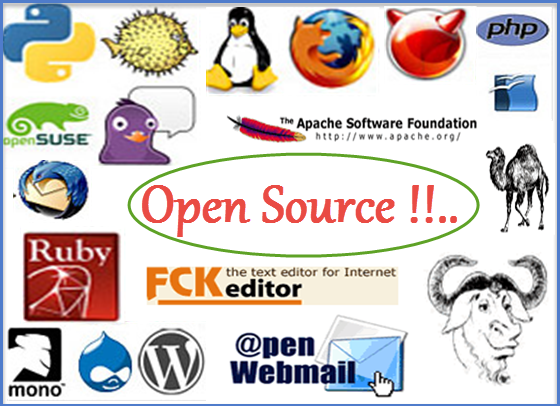 php
openSUSE
The Apache Software Foundation
http://www.apache.org/
Open Source !!..
Ruby
FCKeditor the text editor for Internet
mono
W
@pen
Webmail